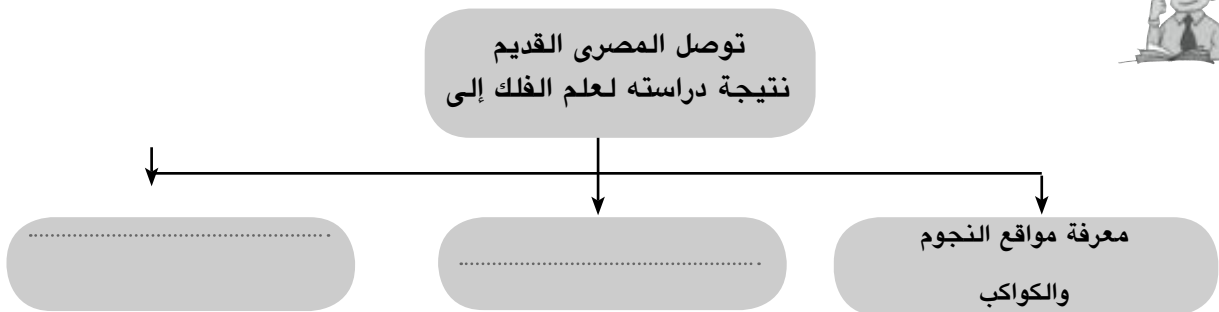 توصل المصرى القديم
نتيجة دراسته لعلم الفلك إلى
معرفة مواقع النجوم
والكواكب